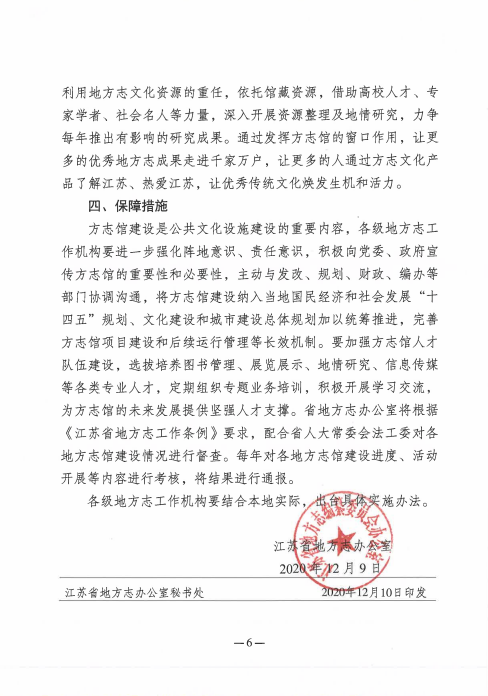 利用地方志文化资源的重任，依托馆藏资源，借助高校人才、专
家学者、社会名人等力量，深入开展资源整理及地情研究，力争
每年推出有影响的研究成果。通过发挥方志馆的窗口作用，让更
多的优秀地方志成果走进千家万户，让更多的人通过方志文化产
品了解江苏、热爱江苏，让优秀传统文化焕发生机和活力。
四、保障措施
方志馆建设是公共文化设施建设的重要内容，各级地方志工
作机构要进一步强化阵地意识、责任意识，积极向党委、政府宣
传方志馆的重要性和必要性，主动与发改、规划、财政、编办等
部门协调沟通，将方志馆建设纳入当地国民经济和社会发展“十
四五”规划、文化建设和城市建设总体规划加以统筹推进，完善
方志馆项目建设和后续运行管理等长效机制。要加强方志馆人才
队伍建设，选拔培养图书管理、展览展示、地情研究、信息传媒
等各类专业人才，定期组织专题业务培训，积极开展学习交流，
为方志馆的未来发展提供坚强人才支撑。省地方志办公室将根据
《江苏省地方志工作条例》要求，配合省人大常委会法工委对各
地方志馆建设情况进行督查。每年对各地方志馆建设进度、活动
开展等内容进行考核，将结果进行通报。
各级地方志工作机构要结合本地实际，出台具体实施办法。
江苏省地方志办公室
2020年12月9日
江苏省地方志编纂委员会办公室
江苏省地方志办公室秘书处 2020年12月10日印发
—6—